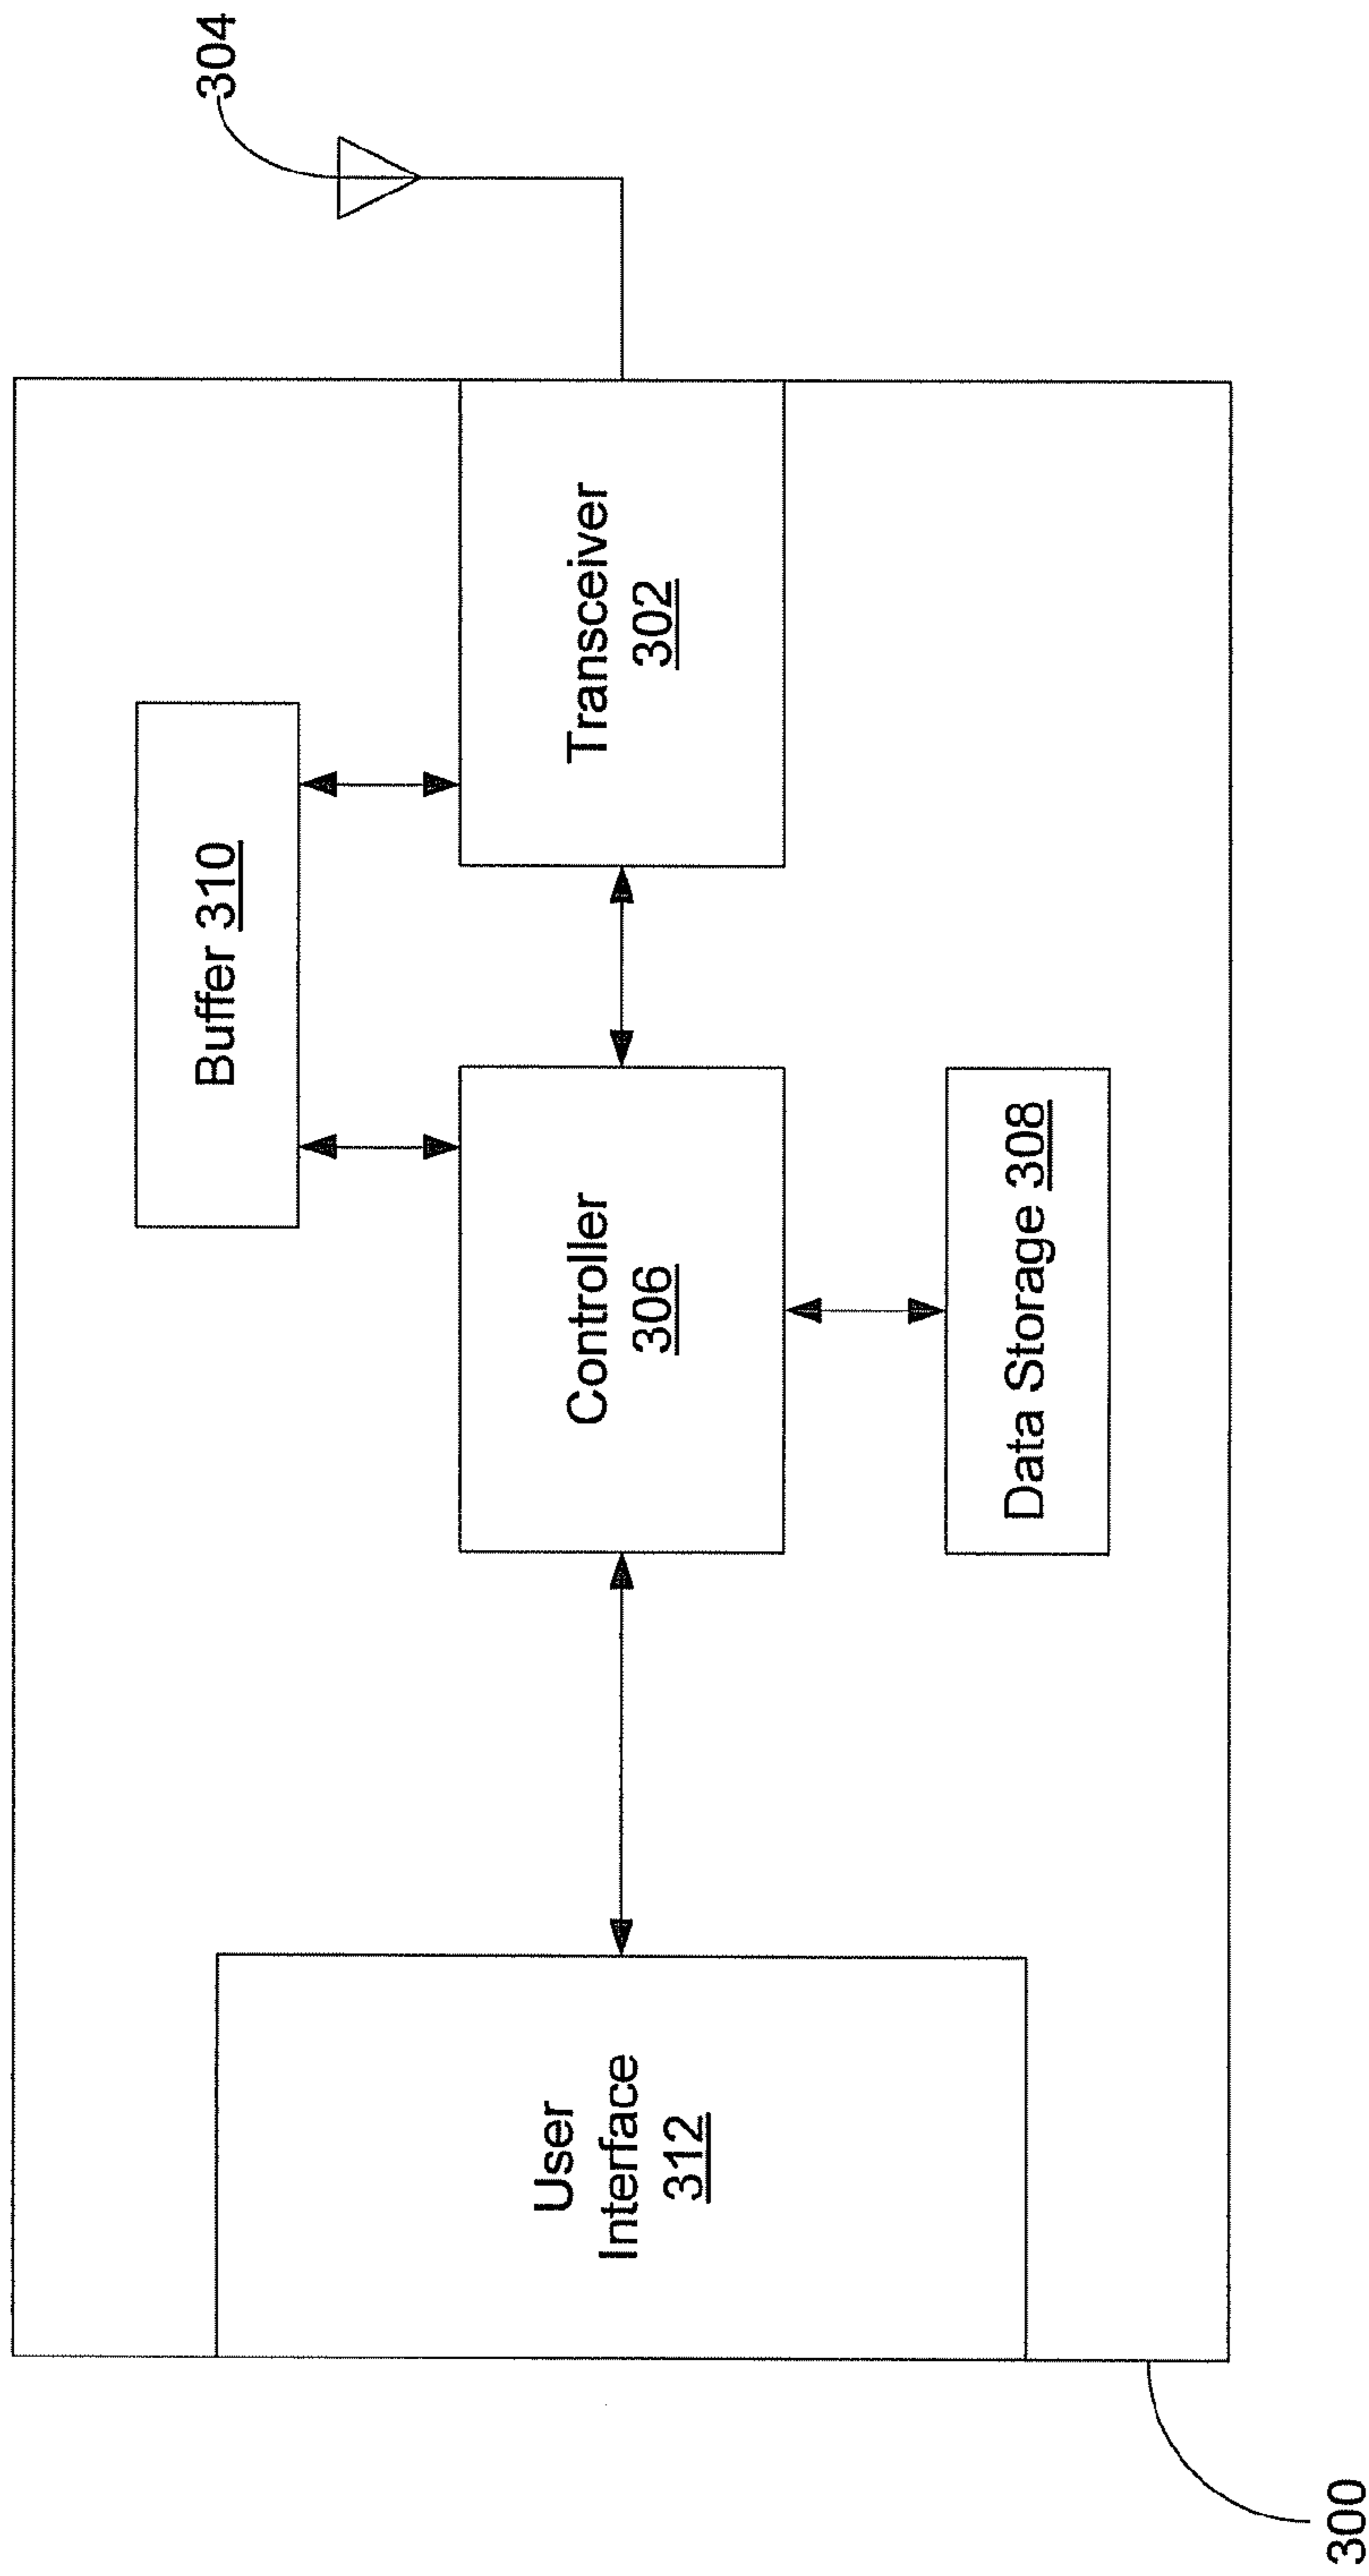 304
Buffer 310
Transceiver
302
Controller
306
Data Storage 308
User
Interface
312
300